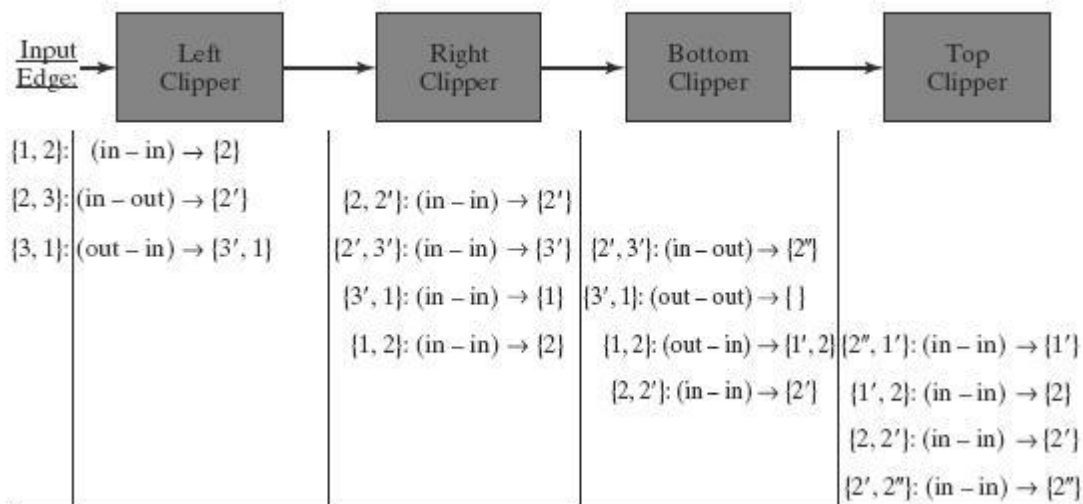 Input Edge:
Left Clipper
Right Clipper
Bottom Clipper
Top Clipper
{1, 2}: (in – in) → {2}
{2, 3}: (in – out) → {2′} {2, 2′}: (in – in) → {2′}
{3, 1}: (out – in) → {3′, 1} {2′, 3′}: (in – in) → {3′} {2′, 3′}: (in – out) → {2″}
{3′, 1}: (in – in) → {1} {3′, 1}: (out – out) → { }
{1, 2}: (in – in) → {2} {1, 2}: (out – in) → {1′, 2} {2″, 1′}: (in – in) → {1′}
{2, 2′}: (in – in) → {2′} {1′, 2}: (in – in) → {2}
{2, 2′}: (in – in) → {2′}
{2′, 2″}: (in – in) → {2″}